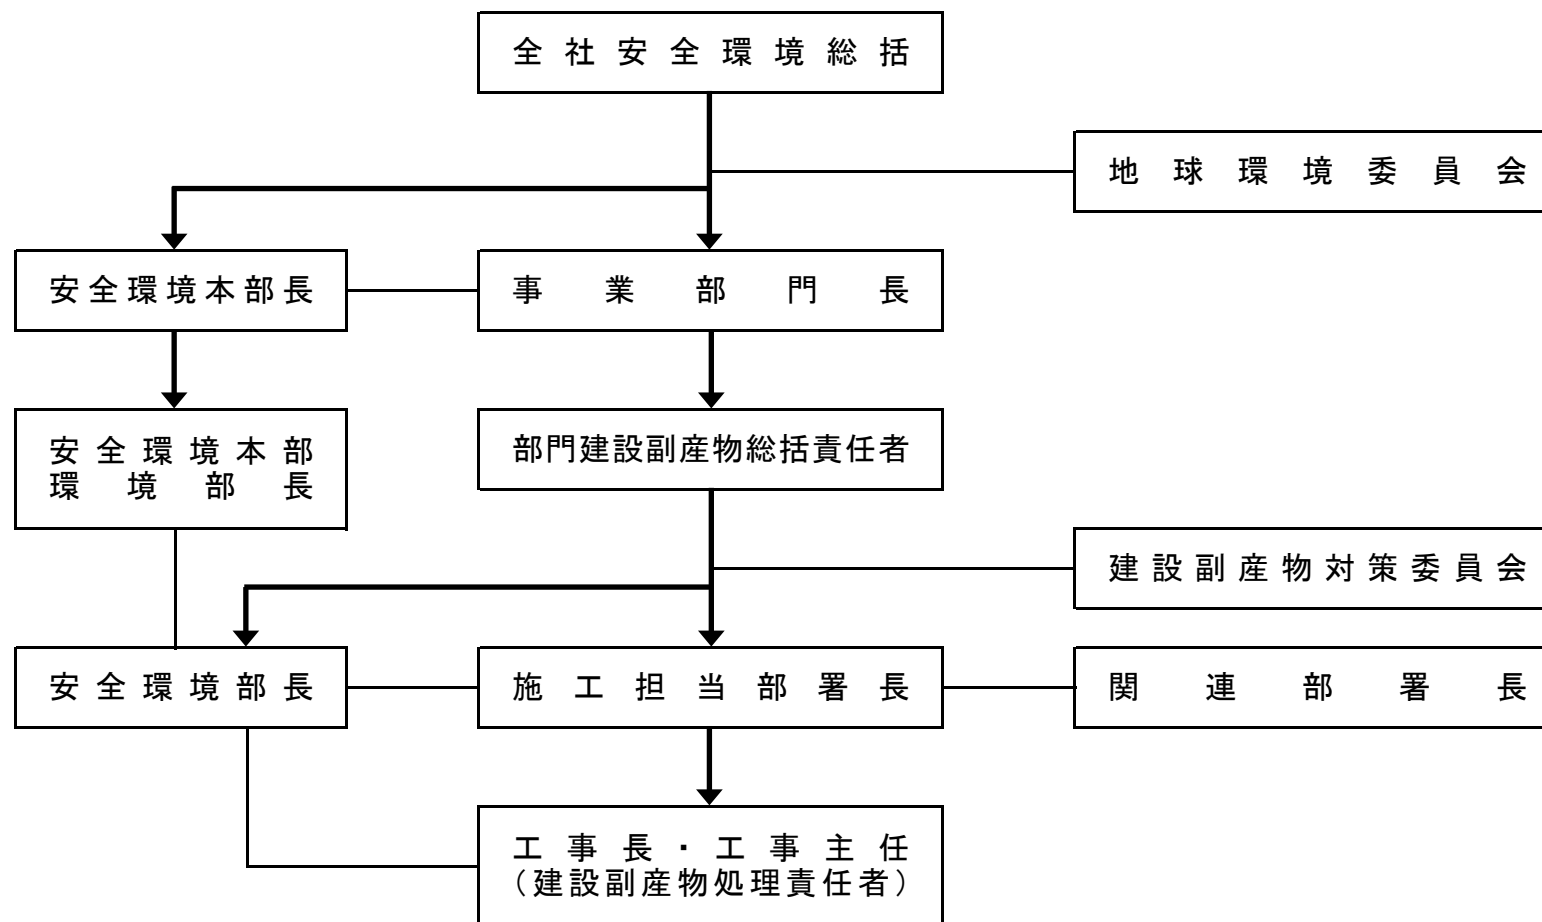 全社安全環境総括
地球環境委員会
安全環境本部長
事業部門長
安全環境本部
環境部長
部門建設副産物総括責任者
建設副産物対策委員会
安全環境部長
施工担当部署長
関連部署長
工事長・工事主任
（建設副産物処理責任者）